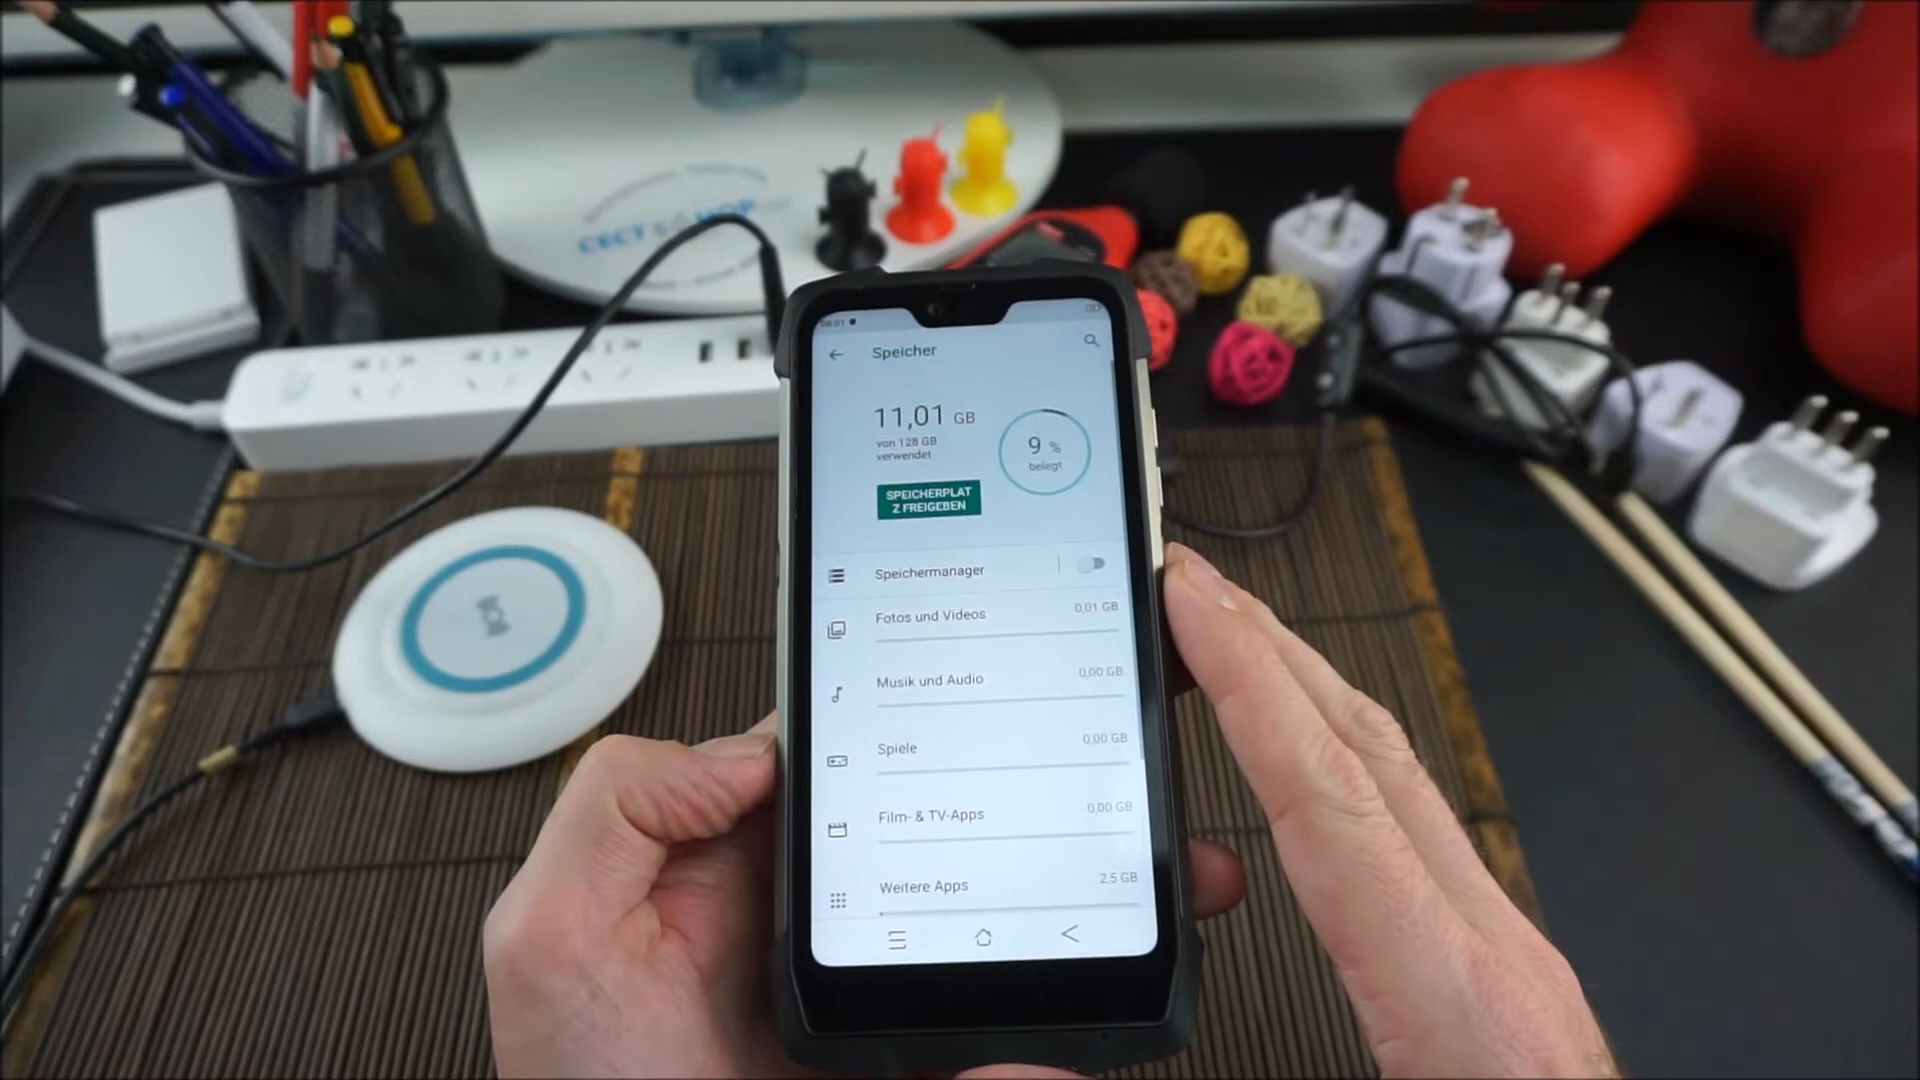 08:01
Speicher
11,01 GB
von 128 GB
verwendet
9 %
belegt
SPEICHERPLAT
Z FREIGEBEN
Speichermanager
Fotos und Videos
0,01 GB
Musik und Audio
0,00 GB
Spiele
0,00 GB
Film- & TV-Apps
0,00 GB
Weitere Apps
2,5 GB